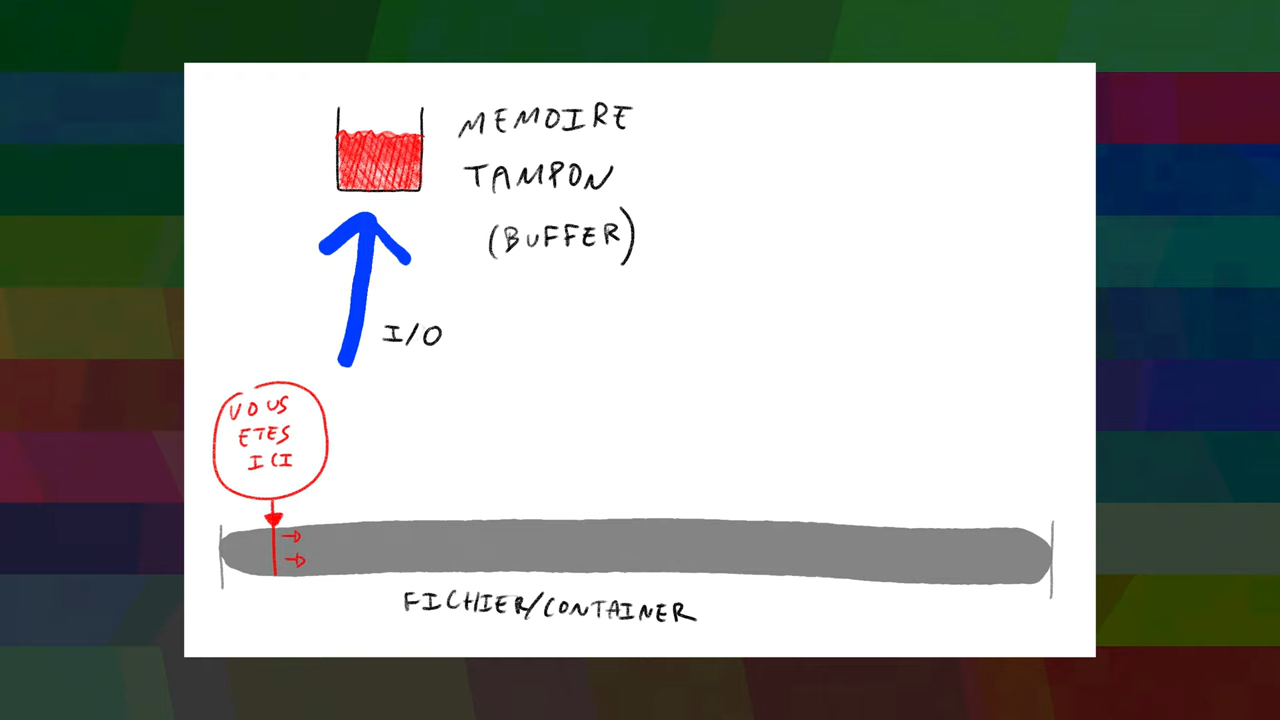 MEMOIRE
TAMPON
(BUFFER)
I/O
VOUS
ETES
ICI
FICHIER/CONTAINER